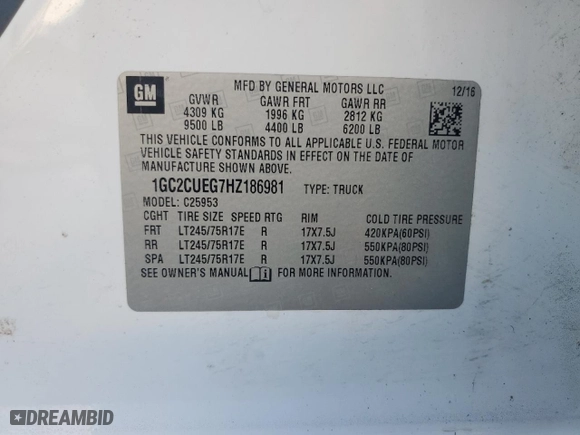 GM
MFD BY GENERAL MOTORS LLC
12/16
GVWR GAWR FRT GAWR RR
4309 KG 1996 KG 2812 KG
9500 LB 4400 LB 6200 LB
THIS VEHICLE CONFORMS TO ALL APPLICABLE U.S. FEDERAL MOTOR
VEHICLE SAFETY STANDARDS IN EFFECT ON THE DATE OF
MANUFACTURE SHOWN ABOVE.
1GC2CUEG7HZ186981 TYPE: TRUCK
MODEL: C25953
CGHT TIRE SIZE SPEED RTG RIM COLD TIRE PRESSURE
FRT LT245/75R17E R 17X7.5J 420KPA(60PSI)
RR LT245/75R17E R 17X7.5J 550KPA(80PSI)
SPA LT245/75R17E R 17X7.5J 550KPA(80PSI)
SEE OWNER'S MANUAL FOR MORE INFORMATION.
DREAMBID